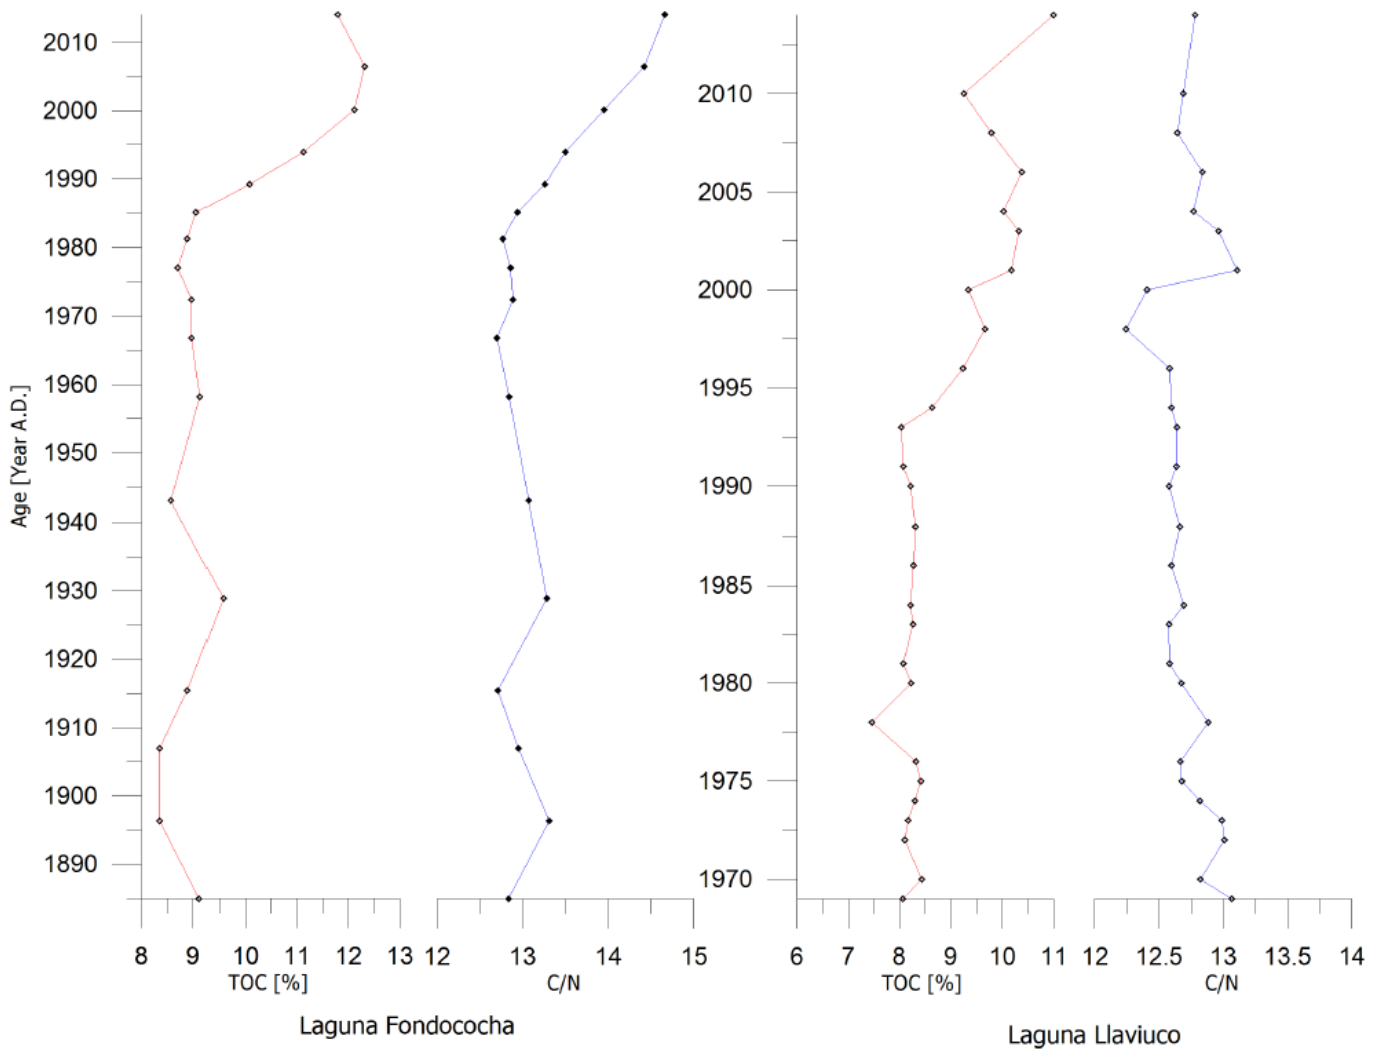 Age [Year A.D.]
2010
2000
1990
1980
1970
1960
1950
1940
1930
1920
1910
1900
1890
8 9 10 11 12 13
TOC [%]
12 13 14 15
C/N
Laguna Fondococha
2010
2005
2000
1995
1990
1985
1980
1975
1970
6 7 8 9 10 11
TOC [%]
12 12.5 13 13.5 14
C/N
Laguna Llaviuco